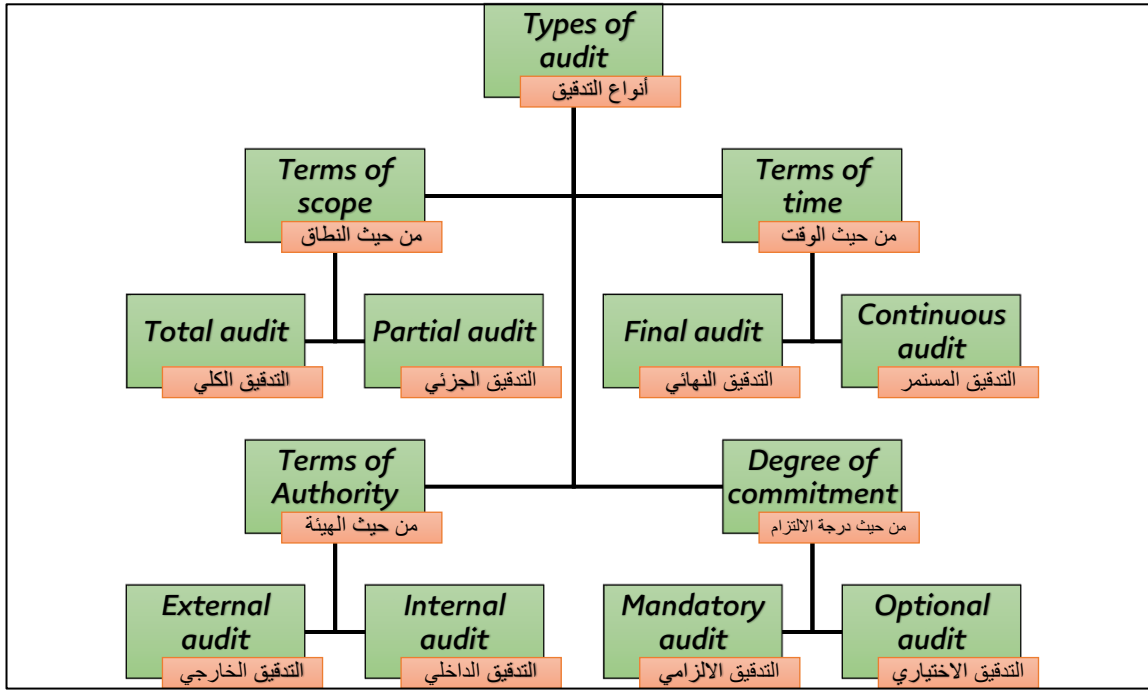 Types of
audit
أنواع التدقيق
Terms of
scope
من حيث النطاق
Terms of
time
من حيث الوقت
Total audit
التدقيق الكلي
Partial audit
التدقيق الجزئي
Final audit
التدقيق النهائي
Continuous
audit
التدقيق المستمر
Terms of
Authority
من حيث الهيئة
Degree of
commitment
من حيث درجة الالتزام
External
audit
التدقيق الخارجي
Internal
audit
التدقيق الداخلي
Mandatory
audit
التدقيق الالزامي
Optional
audit
التدقيق الاختياري